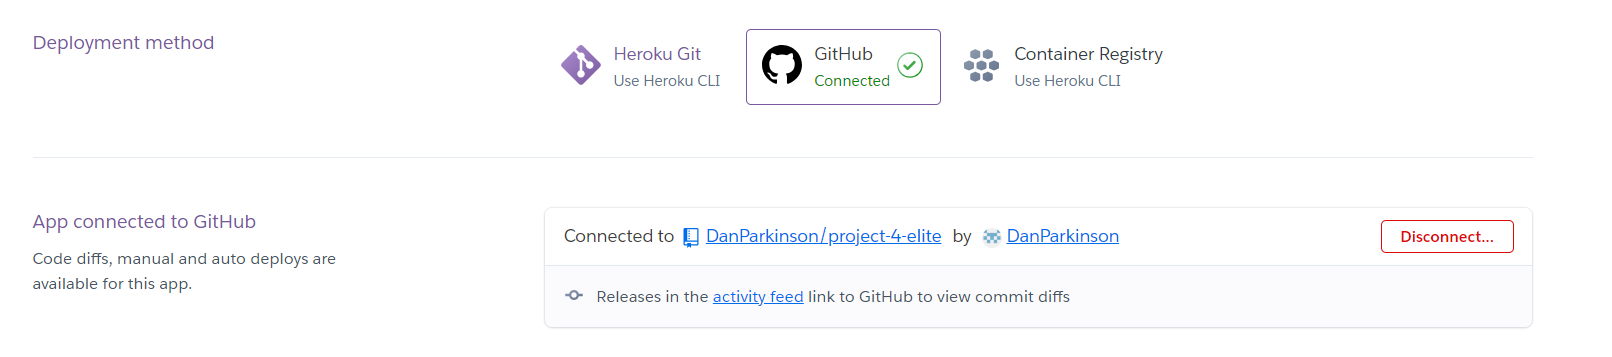 Deployment method
Heroku Git
Use Heroku CLI
GitHub
Connected
Container Registry
Use Heroku CLI
App connected to GitHub
Code diffs, manual and auto deploys are
available for this app.
Connected to DanParkinson/project-4-elite by DanParkinson
Disconnect...
Releases in the activity feed link to GitHub to view commit diffs